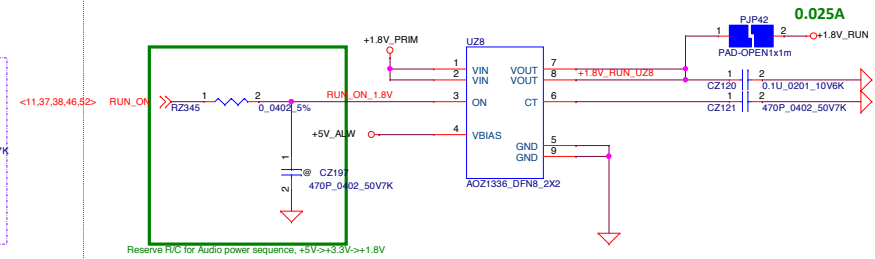 0.025A
PJP42
1
2
+1.8V_RUN
PAD-OPEN1x1m
+1.8V_PRIM
UZ8
1
VIN
VOUT
7
2
VIN
VOUT
8
+1.8V_RUN_UZ8
CZ120
1
2
0.1U_0201_10V6K
<11,37,38,46,52>
RUN_ON
RZ345
1
2
0_0402_5%
RUN_ON_1.8V
3
ON
CT
6
CZ121
1
2
470P_0402_50V7K
+5V_ALW
4
VBIAS
GND
5
GND
9
AOZ1336_DFN8_2X2
1
2
@
CZ197
470P_0402_50V7K
Reserve R/C for Audio power sequence, +5V->+3.3V->+1.8V